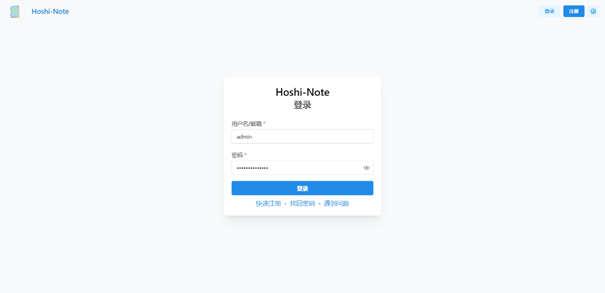 Hoshi-Note
登录
注册
Hoshi-Note
登录
用户名/邮箱 *
admin
密码 *
••••••••••••••
登录
快速注册 • 找回密码 • 遇到问题